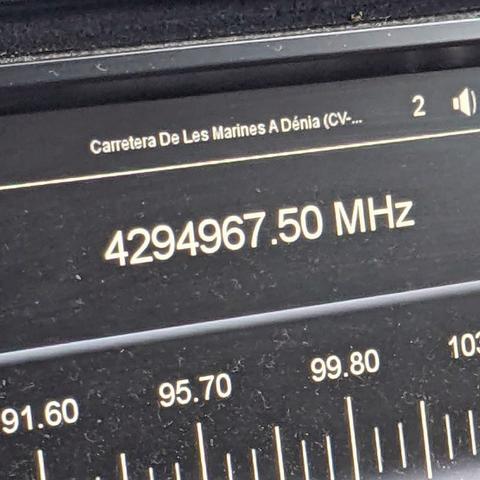 Carretera De Les Marines A Dénia (CV-...
2
4294967.50 MHz
91.60 95.70 99.80